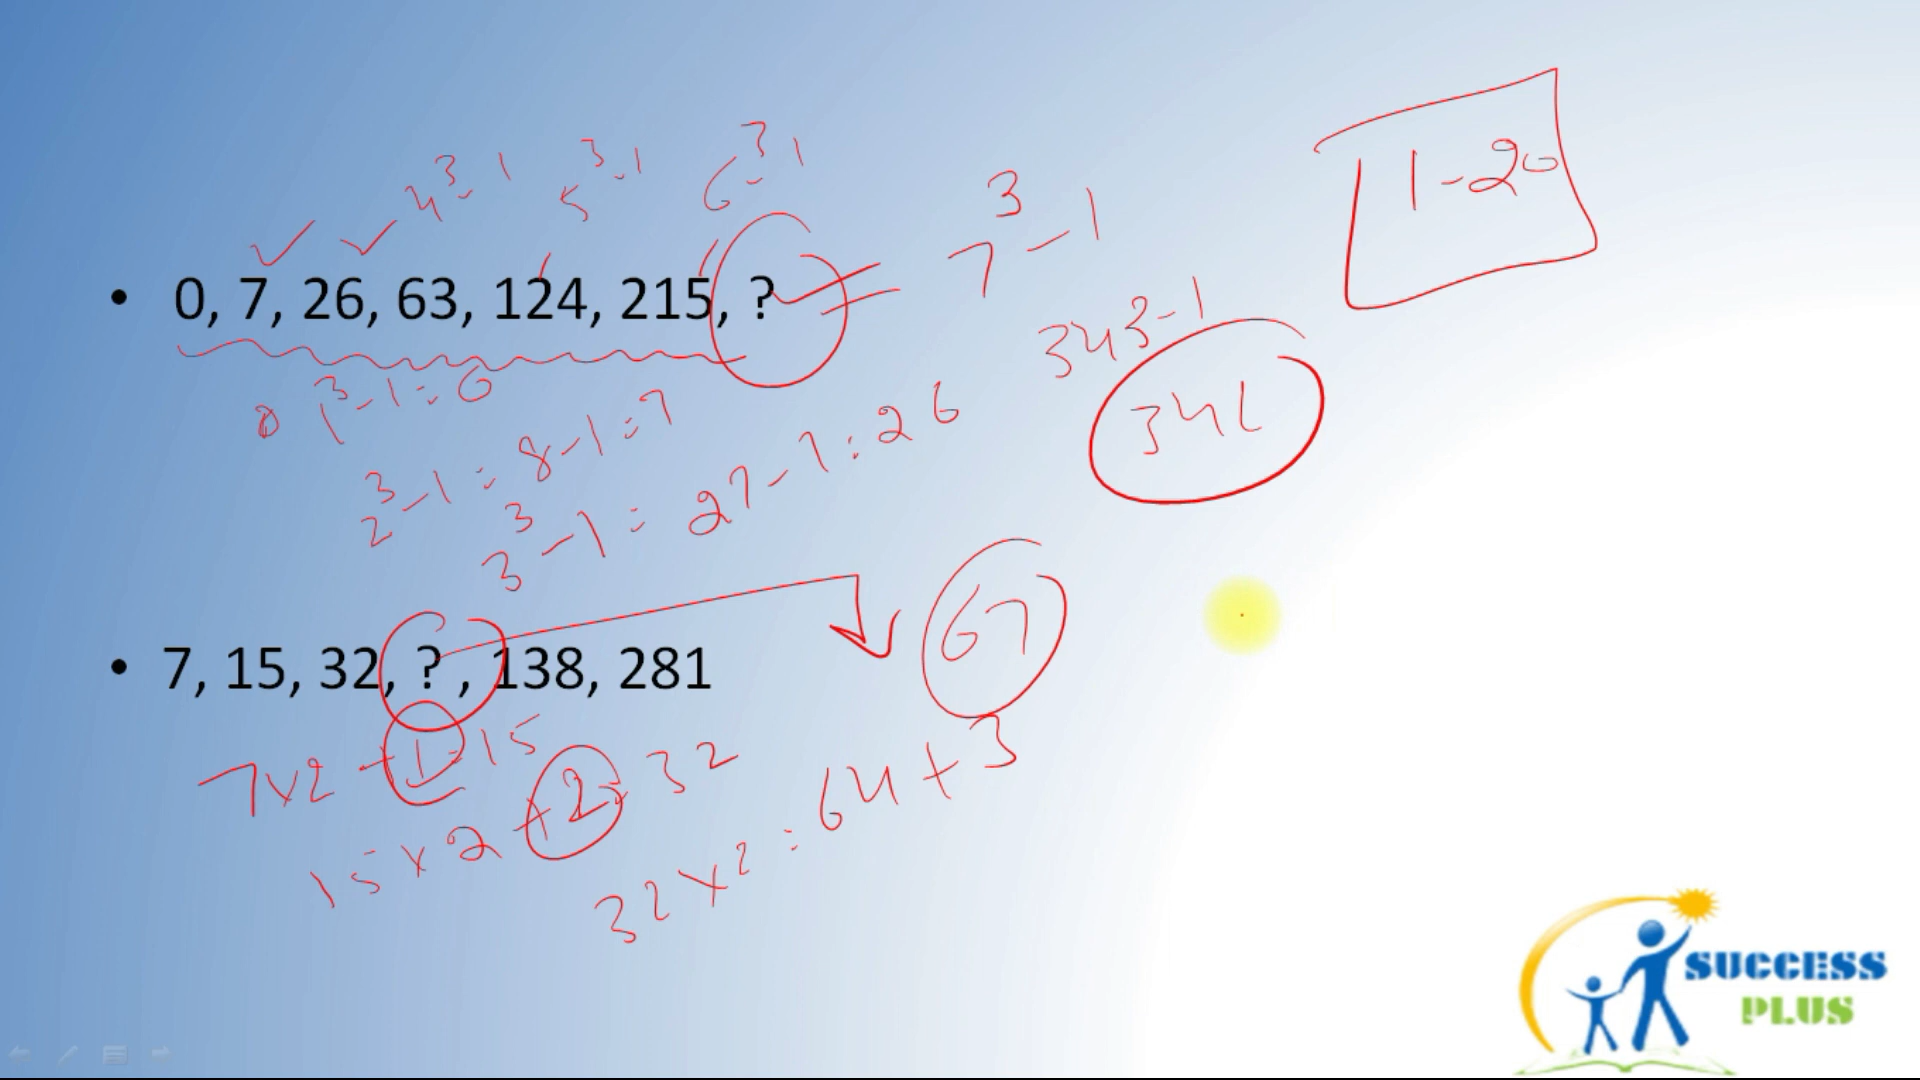 4³-1 5³-1 6³-1
1-20
7³-1
• 0, 7, 26, 63, 124, 215, ?
343-1
1³-1=0
342
2³-1=8-1=7
3³-1=27-1=26
67
• 7, 15, 32, ? , 138, 281
7x2+1=15
15x2+2=32
32x2=64+3
SUCCESS
PLUS